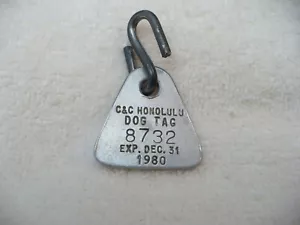 C&C HONOLULU
DOG TAG
8732
EXP. DEC. 31
1980